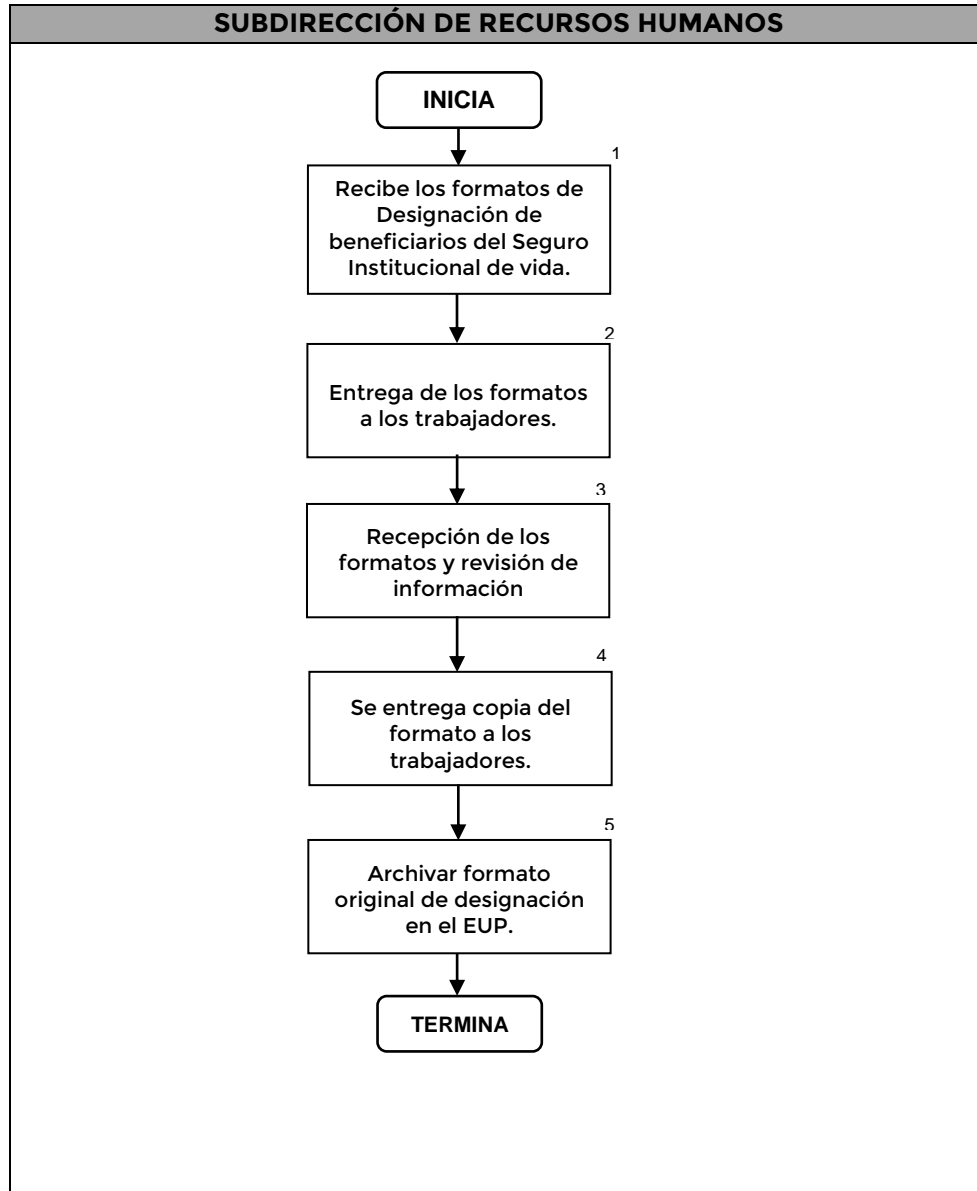 SUBDIRECCIÓN DE RECURSOS HUMANOS
INICIA
1
Recibe los formatos de
Designación de
beneficiarios del Seguro
Institucional de vida.
2
Entrega de los formatos
a los trabajadores.
3
Recepción de los
formatos y revisión de
información
4
Se entrega copia del
formato a los
trabajadores.
5
Archivar formato
original de designación
en el EUP.
TERMINA